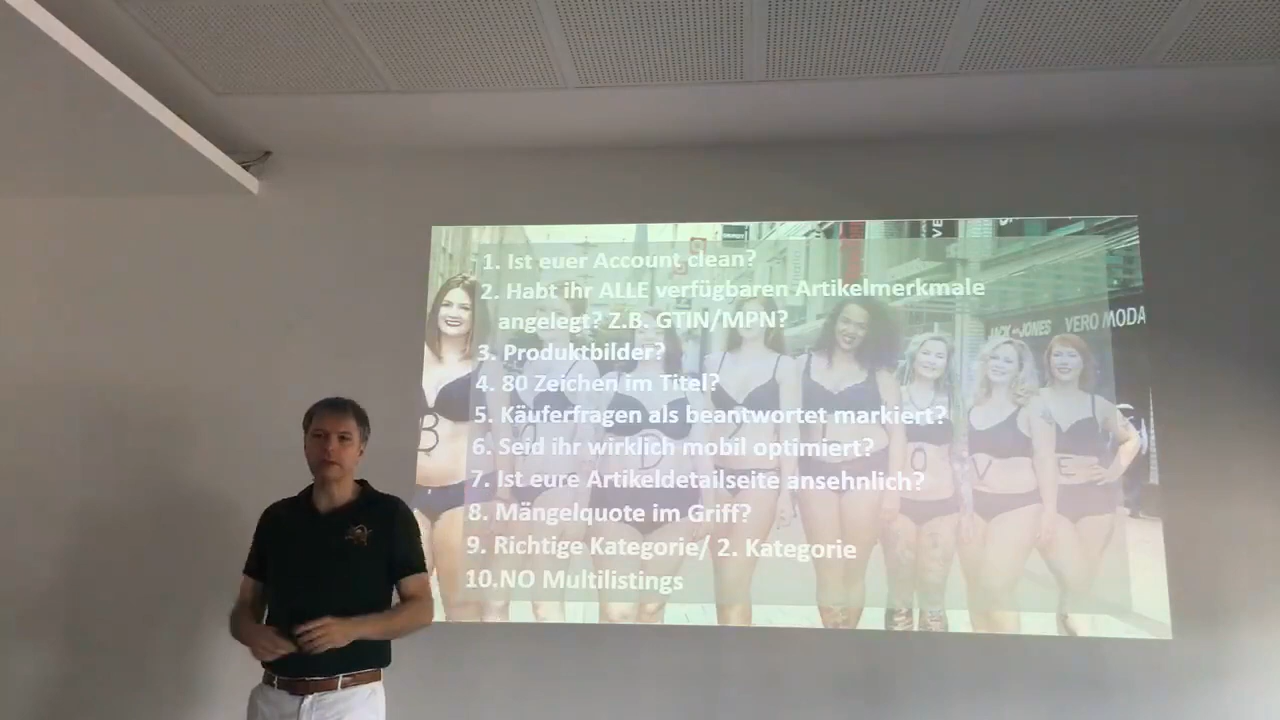 1. Ist euer Account clean?
2. Habt ihr ALLE verfügbaren Artikelmerkmale
angelegt? Z.B. GTIN/MPN?
3. Produktbilder?
4. 80 Zeichen im Titel?
5. Käuferfragen als beantwortet markiert?
6. Seid ihr wirklich mobil optimiert?
7. Ist eure Artikeldetailseite ansehnlich?
8. Mängelquote im Griff?
9. Richtige Kategorie/ 2. Kategorie
10.NO Multilistings
JACK JONES VERO MODA
B O D Y L O V E